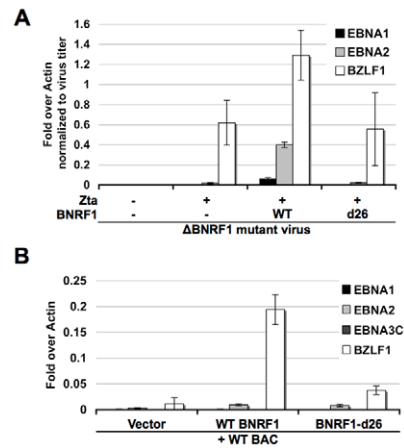 A
Fold over Actin
normalized to virus titer
1.6
1.4
1.2
1
0.8
0.6
0.4
0.2
0
EBNA1
EBNA2
BZLF1
Zta - + + +
BNRF1 - - WT d26
ΔBNRF1 mutant virus
B
Fold over Actin
0.25
0.2
0.15
0.1
0.05
0
EBNA1
EBNA2
EBNA3C
BZLF1
Vector WT BNRF1 BNRF1-d26
+ WT BAC